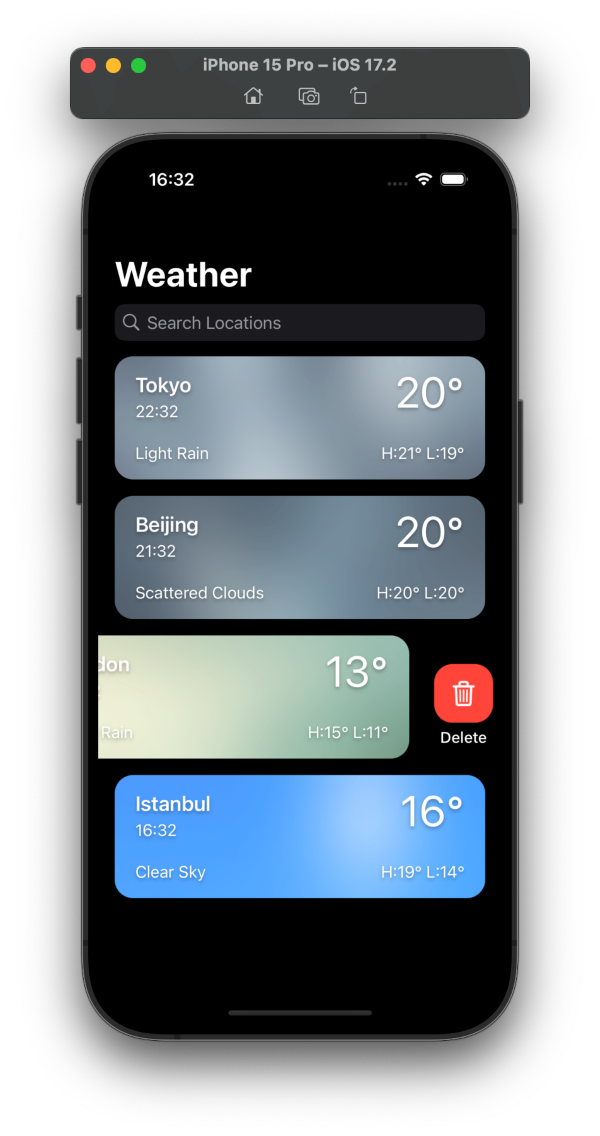 iPhone 15 Pro – iOS 17.2
16:32
Weather
Search Locations
Tokyo
20°
22:32
Light Rain
H:21° L:19°
Beijing
20°
21:32
Scattered Clouds
H:20° L:20°
don
13°
Rain
H:15° L:11°
Delete
Istanbul
16°
16:32
Clear Sky
H:19° L:14°